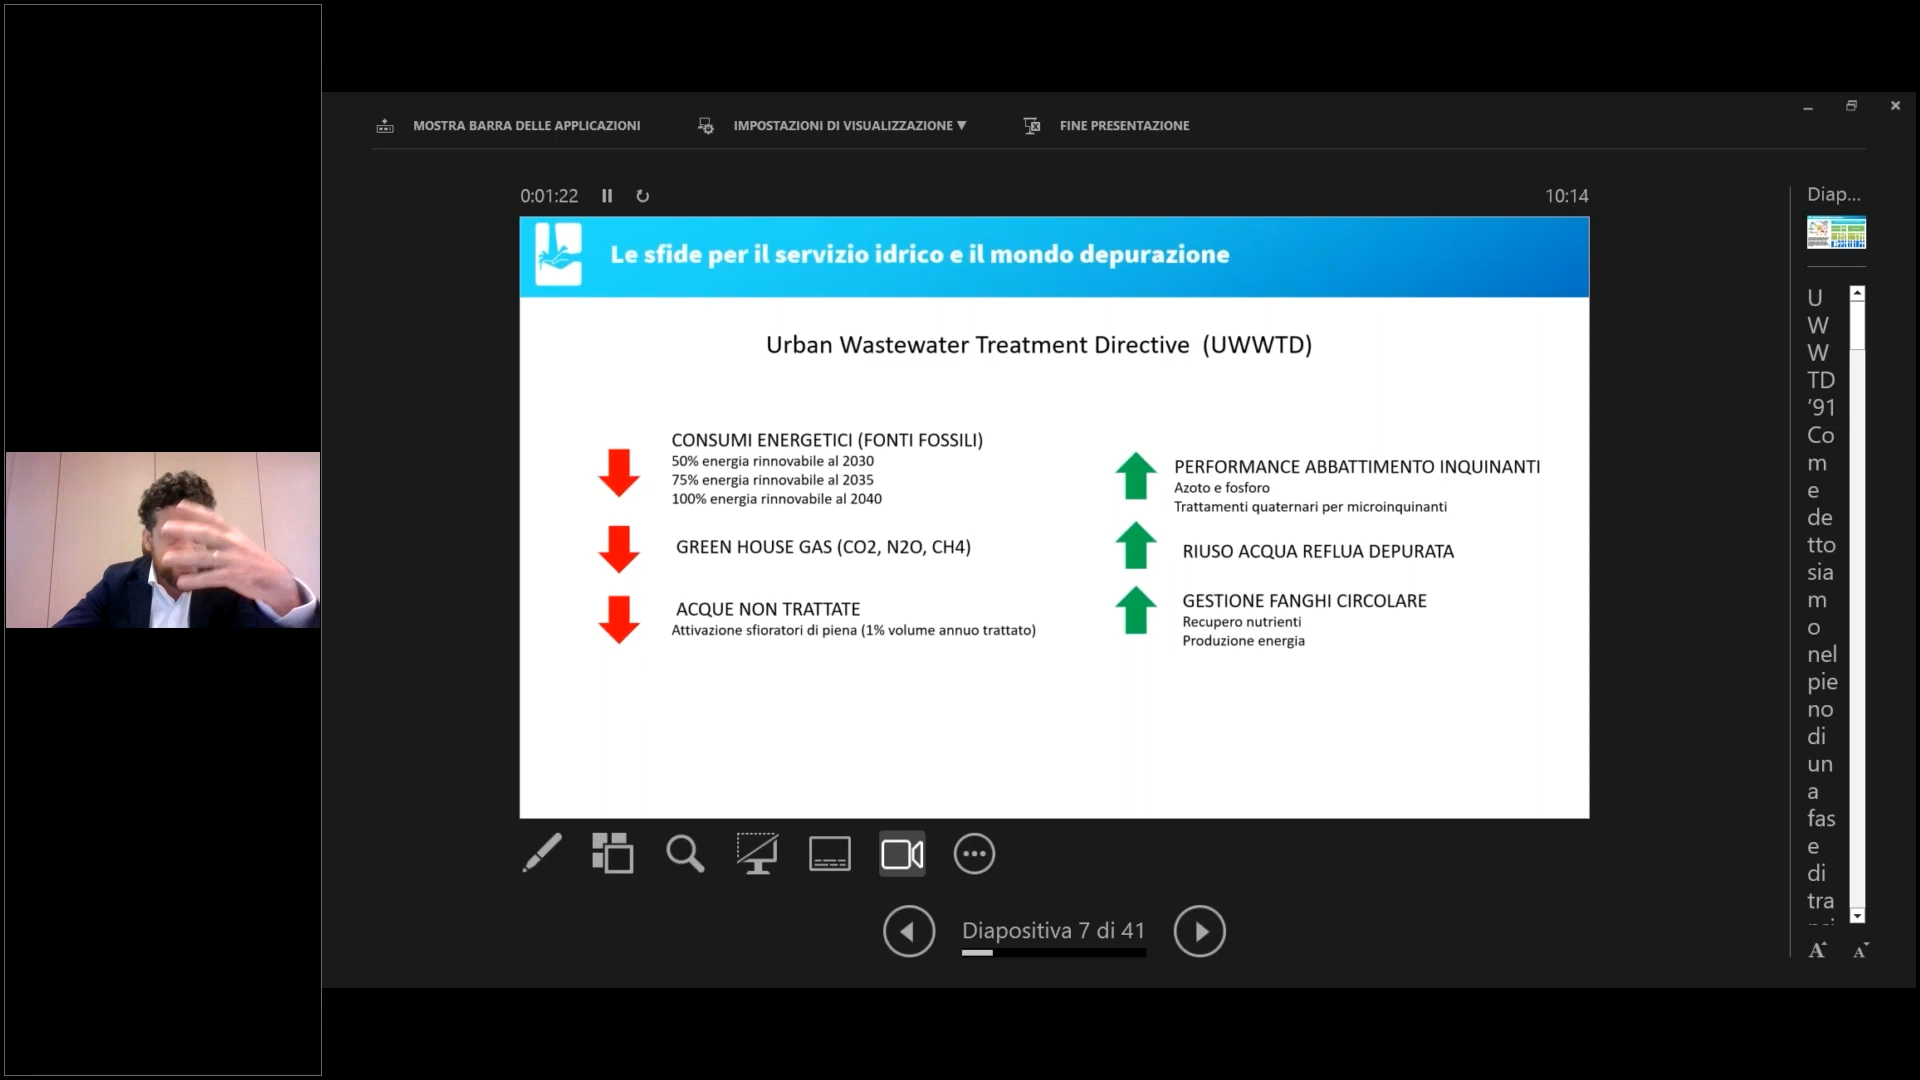 MOSTRA BARRA DELLE APPLICAZIONI
IMPOSTAZIONI DI VISUALIZZAZIONE ▼
FINE PRESENTAZIONE
0:01:22
10:14
Le sfide per il servizio idrico e il mondo depurazione
Urban Wastewater Treatment Directive (UWWTD)
CONSUMI ENERGETICI (FONTI FOSSILI)
50% energia rinnovabile al 2030
75% energia rinnovabile al 2035
100% energia rinnovabile al 2040
GREEN HOUSE GAS (CO2, N2O, CH4)
ACQUE NON TRATTATE
Attivazione sfioratori di piena (1% volume annuo trattato)
PERFORMANCE ABBATTIMENTO INQUINANTI
Azoto e fosforo
Trattamenti quaternari per microinquinanti
RIUSO ACQUA REFLUA DEPURATA
GESTIONE FANGHI CIRCOLARE
Recupero nutrienti
Produzione energia
Diapositiva 7 di 41
Diap...
U
W
W
TD
'91
Co
m
e
de
tto
sia
m
o
nel
pie
no
di
un
a
fas
e
di
tra
A A